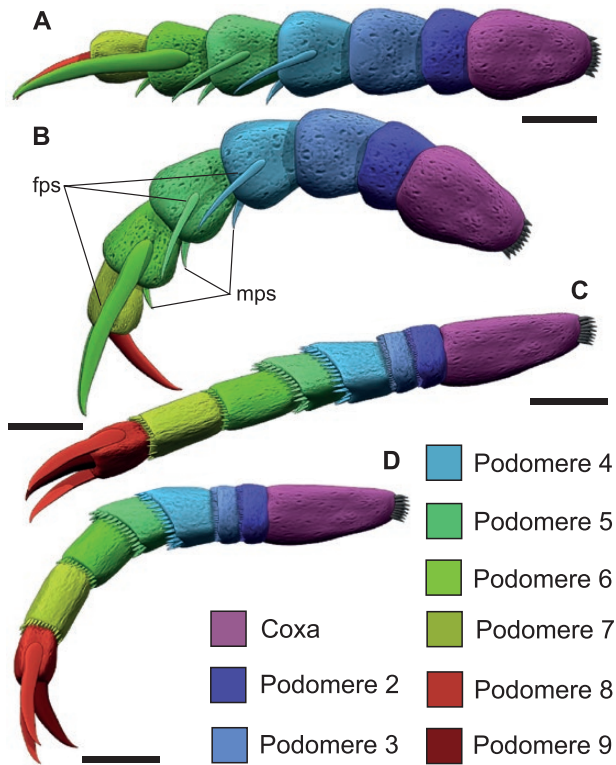 A
B
fps
mps
C
D
Coxa
Podomere 2
Podomere 3
Podomere 4
Podomere 5
Podomere 6
Podomere 7
Podomere 8
Podomere 9